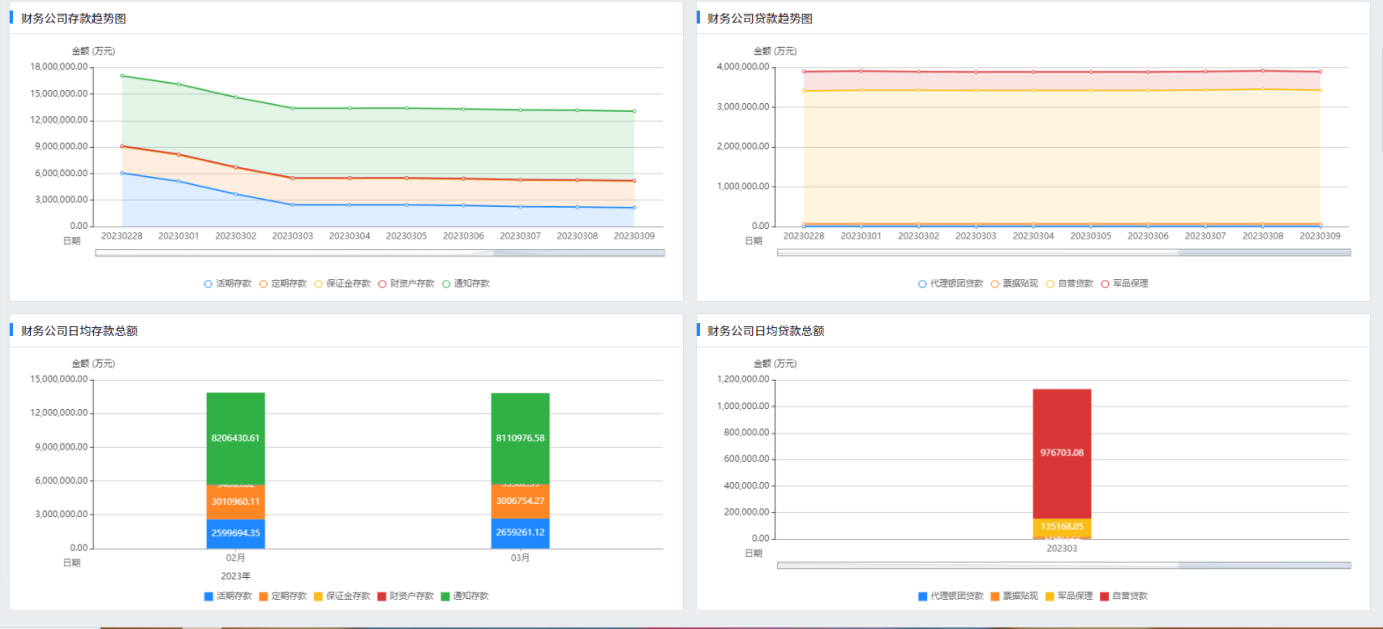 财务公司存款趋势图
金额 (万元)
18,000,000.00
15,000,000.00
12,000,000.00
9,000,000.00
6,000,000.00
3,000,000.00
0.00
日期
20230228 20230301 20230302 20230303 20230304 20230305 20230306 20230307 20230308 20230309
活期存款 定期存款 保证金存款 财资户存款 通知存款
财务公司贷款趋势图
金额 (万元)
4,000,000.00
3,000,000.00
2,000,000.00
1,000,000.00
0.00
日期
20230228 20230301 20230302 20230303 20230304 20230305 20230306 20230307 20230308 20230309
代理银团贷款 票据贴现 自营贷款 军品保理
财务公司日均存款总额
金额 (万元)
15,000,000.00
12,000,000.00
9,000,000.00
6,000,000.00
3,000,000.00
0.00
日期
8206430.61
3010960.11
2599694.35
8110976.58
3006754.27
2659261.12
02月 03月
2023年
活期存款 定期存款 保证金存款 财资户存款 通知存款
财务公司日均贷款总额
金额 (万元)
1,200,000.00
1,000,000.00
800,000.00
600,000.00
400,000.00
200,000.00
0.00
日期
976703.08
135168.05
202303
代理银团贷款 票据贴现 军品保理 自营贷款